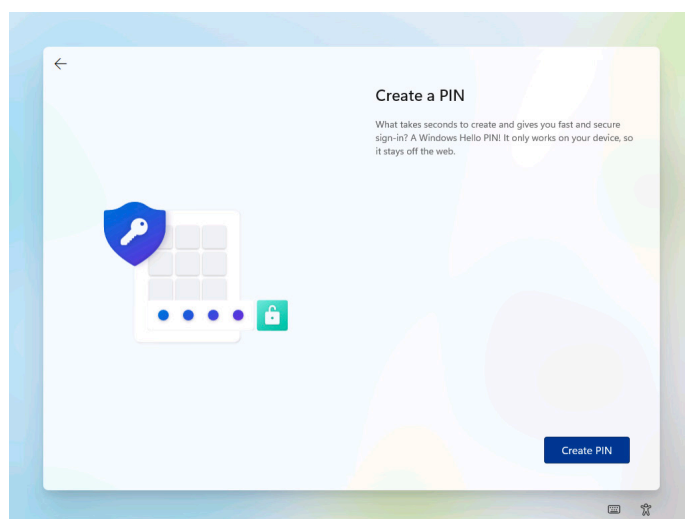 Create a PIN
What takes seconds to create and gives you fast and secure
sign-in? A Windows Hello PIN! It only works on your device, so
it stays off the web.
Create PIN